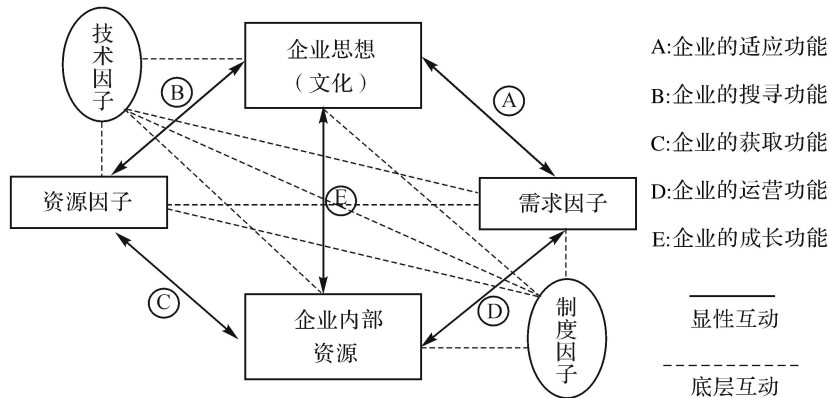 技术因子
企业思想
（文化）
A
B
A:企业的适应功能
B:企业的搜寻功能
C:企业的获取功能
D:企业的运营功能
E:企业的成长功能
资源因子
E
需求因子
C
企业内部
资源
D
制度因子
显性互动
底层互动